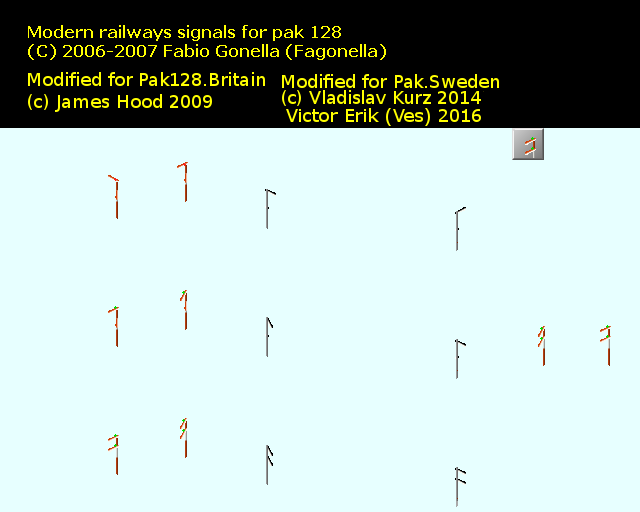 Modern railways signals for pak 128
(C) 2006-2007 Fabio Gonella (Fagonella)
Modified for Pak128.Britain
(c) James Hood 2009
Modified for Pak.Sweden
(c) Vladislav Kurz 2014
Victor Erik (Ves) 2016